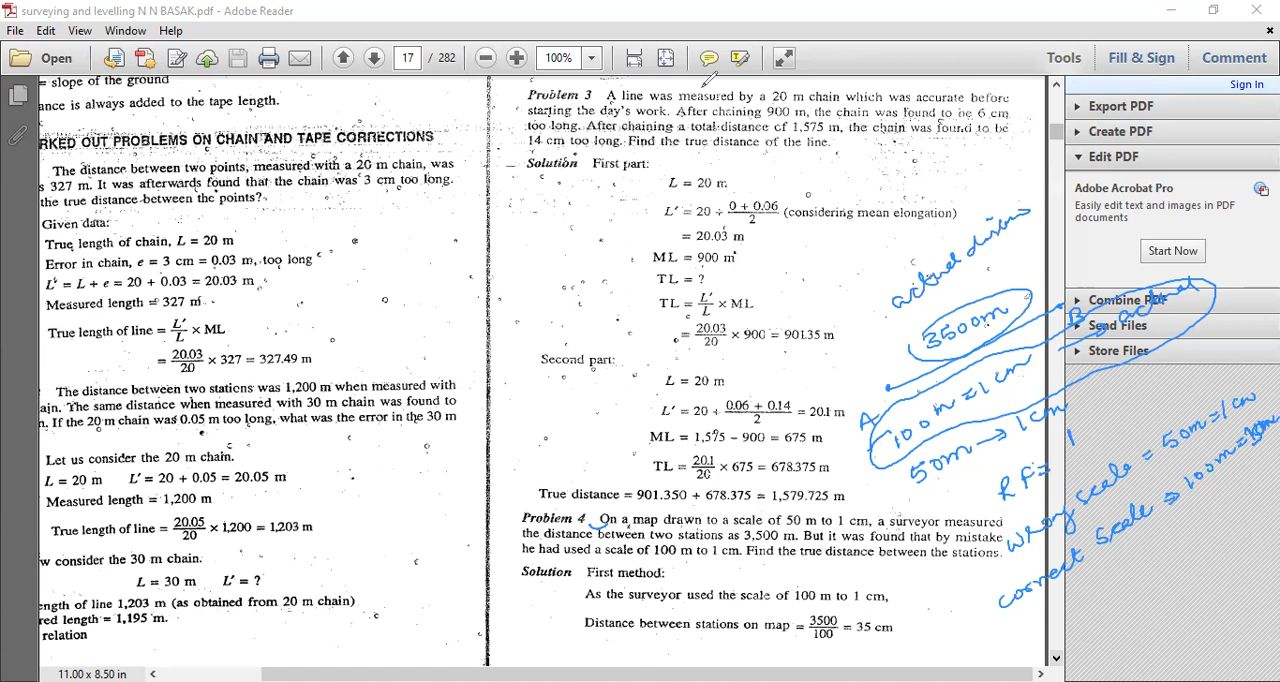 surveying and levelling N N BASAK.pdf - Adobe Reader
File Edit View Window Help
Open 17 / 282 100% Tools Fill & Sign Comment
Sign In
Export PDF
Create PDF
Edit PDF
Adobe Acrobat Pro
Easily edit text and images in PDF
documents
Start Now
Combine PDF
Send Files
Store Files
= slope of the ground
ance is always added to the tape length.
RKED OUT PROBLEMS ON CHAIN AND TAPE CORRECTIONS
The distance between two points, measured with a 20 m chain, was
s 327 m. It was afterwards found that the chain was 3 cm too long.
the true distance between the points?
Given data:
True length of chain, L = 20 m
Error in chain, e = 3 cm = 0.03 m, too long
L' = L + e = 20 + 0.03 = 20.03 m
Measured length = 327 m
True length of line = L'/L × ML
= 20.03/20 × 327 = 327.49 m
The distance between two stations was 1,200 m when measured with
ain. The same distance when measured with 30 m chain was found to
n. If the 20 m chain was 0.05 m too long, what was the error in the 30 m
Let us consider the 20 m chain.
L = 20 m L' = 20 + 0.05 = 20.05 m
Measured length = 1,200 m
True length of line = 20.05/20 × 1,200 = 1,203 m
w consider the 30 m chain.
L = 30 m L' = ?
ength of line 1,203 m (as obtained from 20 m chain)
red length = 1,195 m.
relation
Problem 3 A line was measured by a 20 m chain which was accurate before
starting the day's work. After chaining 900 m, the chain was found to be 6 cm
too long. After chaining a total distance of 1,575 m, the chain was found to be
14 cm too long. Find the true distance of the line.
Solution First part:
L = 20 m
L' = 20 + 0 + 0.06/2 (considering mean elongation)
= 20.03 m
ML = 900 m
TL = ?
TL = L'/L × ML
= 20.03/20 × 900 = 901.35 m
Second part:
L = 20 m
L' = 20 + 0.06 + 0.14/2 = 20.1 m
ML = 1,575 − 900 = 675 m
TL = 20.1/20 × 675 = 678.375 m
True distance = 901.350 + 678.375 = 1,579.725 m
Problem 4 On a map drawn to a scale of 50 m to 1 cm, a surveyor measured
the distance between two stations as 3,500 m. But it was found that by mistake
he had used a scale of 100 m to 1 cm. Find the true distance between the stations.
Solution First method:
As the surveyor used the scale of 100 m to 1 cm,
Distance between stations on map = 3500/100 = 35 cm
3500m
A B
100m = 1cm → actual
50m → 1cm
RF = 1
wrong scale = 50m = 1cm
correct scale ⇒ 100m =
11.00 x 8.50 in